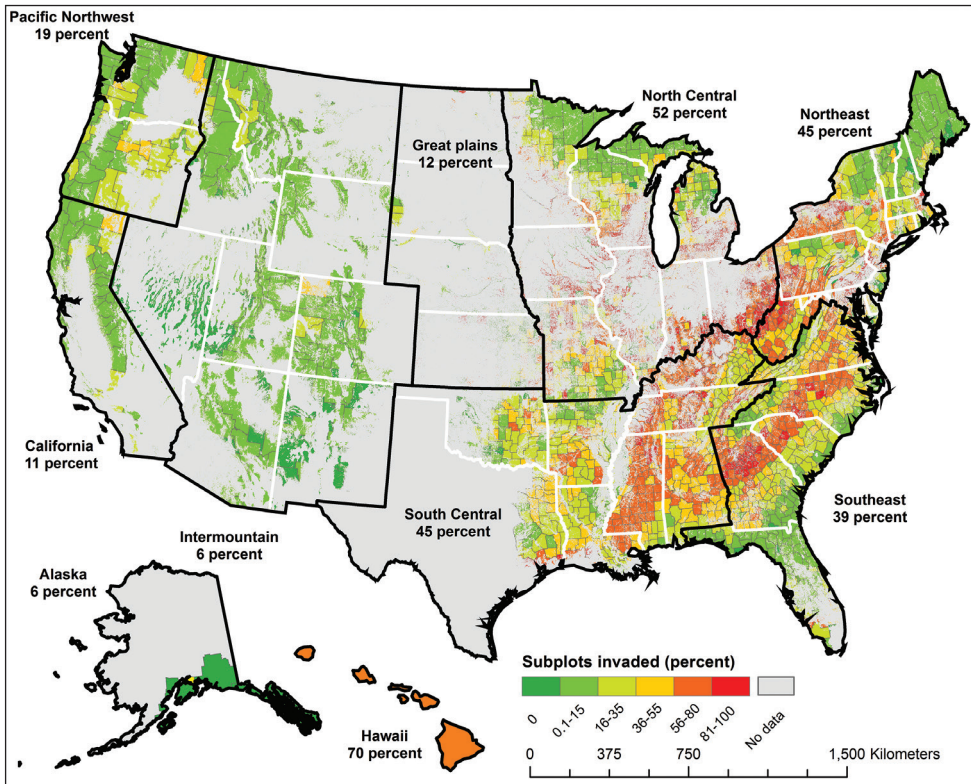 Pacific Northwest
19 percent
North Central
52 percent
Northeast
45 percent
Great plains
12 percent
California
11 percent
South Central
45 percent
Southeast
39 percent
Intermountain
6 percent
Alaska
6 percent
Hawaii
70 percent
Subplots invaded (percent)
0
0.1-15
16-35
36-55
56-80
81-100
No data
0 375 750 1,500 Kilometers